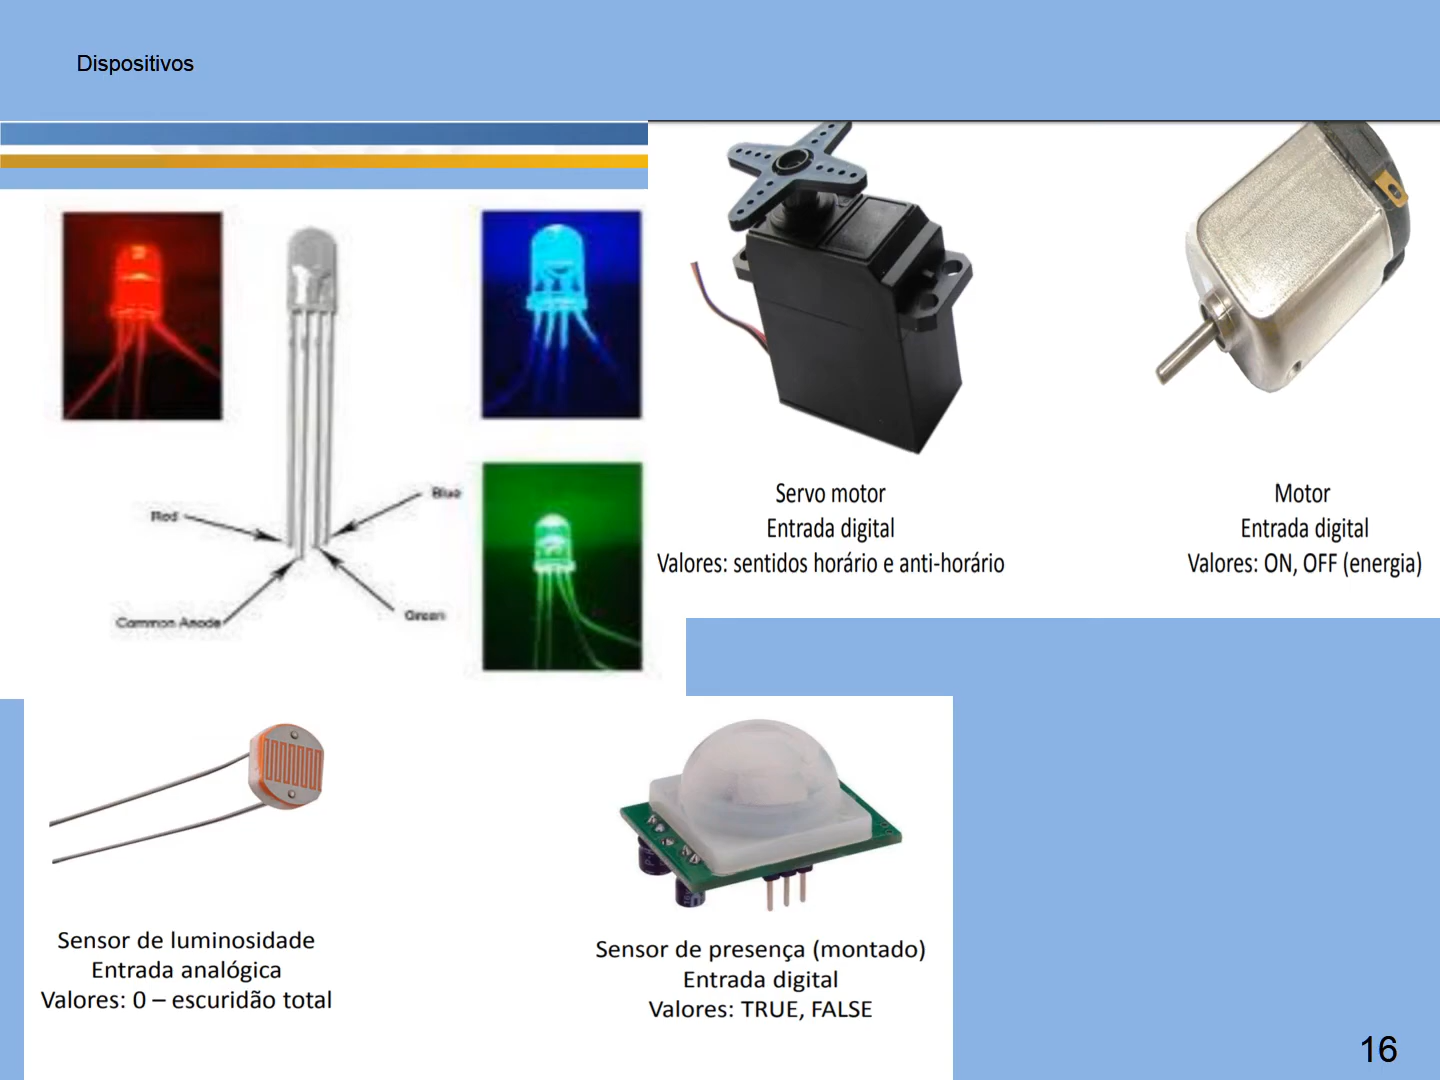 Dispositivos
Red
Blue
Common Anode
Green
Servo motor
Entrada digital
Valores: sentidos horário e anti-horário
Motor
Entrada digital
Valores: ON, OFF (energia)
Sensor de luminosidade
Entrada analógica
Valores: 0 – escuridão total
Sensor de presença (montado)
Entrada digital
Valores: TRUE, FALSE
16